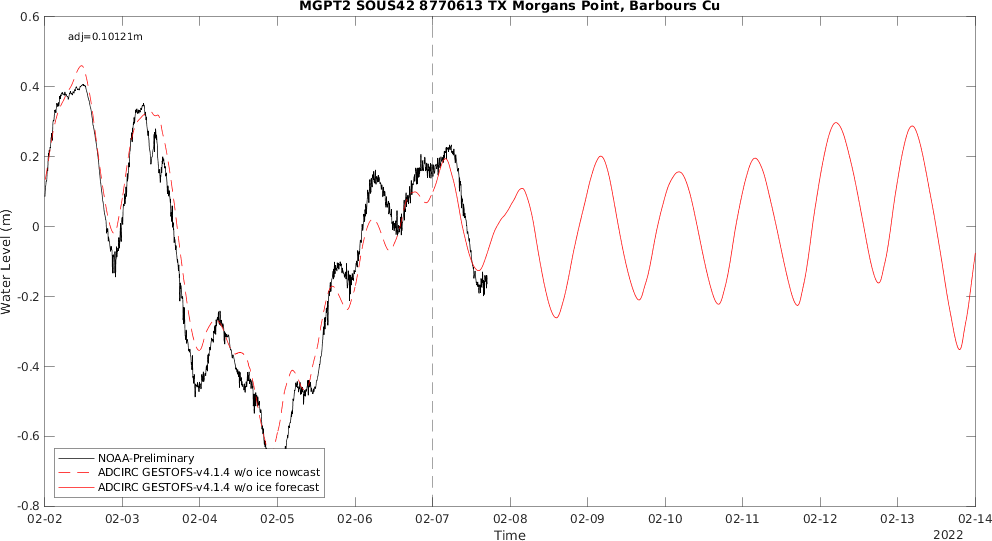 MGPT2 SOUS42 8770613 TX Morgans Point, Barbours Cu
adj=0.10121m
0.6
0.4
0.2
0
-0.2
-0.4
-0.6
-0.8
Water Level (m)
NOAA-Preliminary
ADCIRC GESTOFS-v4.1.4 w/o ice nowcast
ADCIRC GESTOFS-v4.1.4 w/o ice forecast
02-02 02-03 02-04 02-05 02-06 02-07 02-08 02-09 02-10 02-11 02-12 02-13 02-14
Time
2022